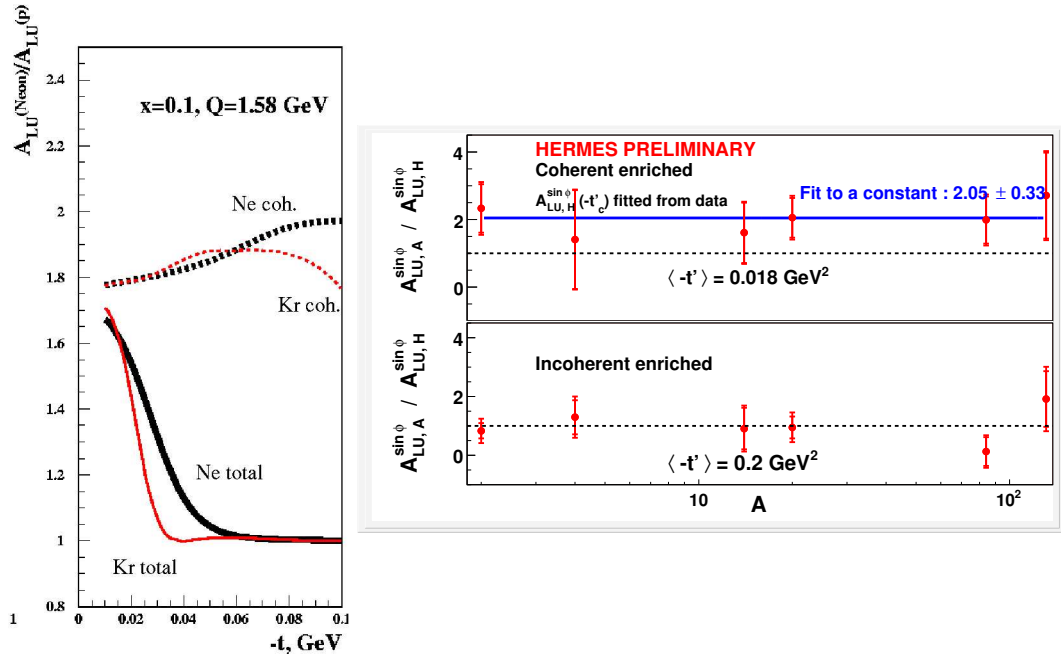 A_LU^(Neon)/A_LU^(p)
2.4
2.2
2
1.8
1.6
1.4
1.2
1
0.8
x=0.1, Q=1.58 GeV
Ne coh.
Kr coh.
Ne total
Kr total
1
0 0.02 0.04 0.06 0.08 0.1
-t, GeV
A_LU,A^sin ϕ / A_LU,H^sin ϕ
4
2
0
HERMES PRELIMINARY
Coherent enriched
A_LU,H^sin ϕ(-t'_c) fitted from data
Fit to a constant : 2.05 ± 0.33
⟨ -t' ⟩ = 0.018 GeV²
A_LU,A^sin ϕ / A_LU,H^sin ϕ
4
2
0
Incoherent enriched
⟨ -t' ⟩ = 0.2 GeV²
10 10²
A